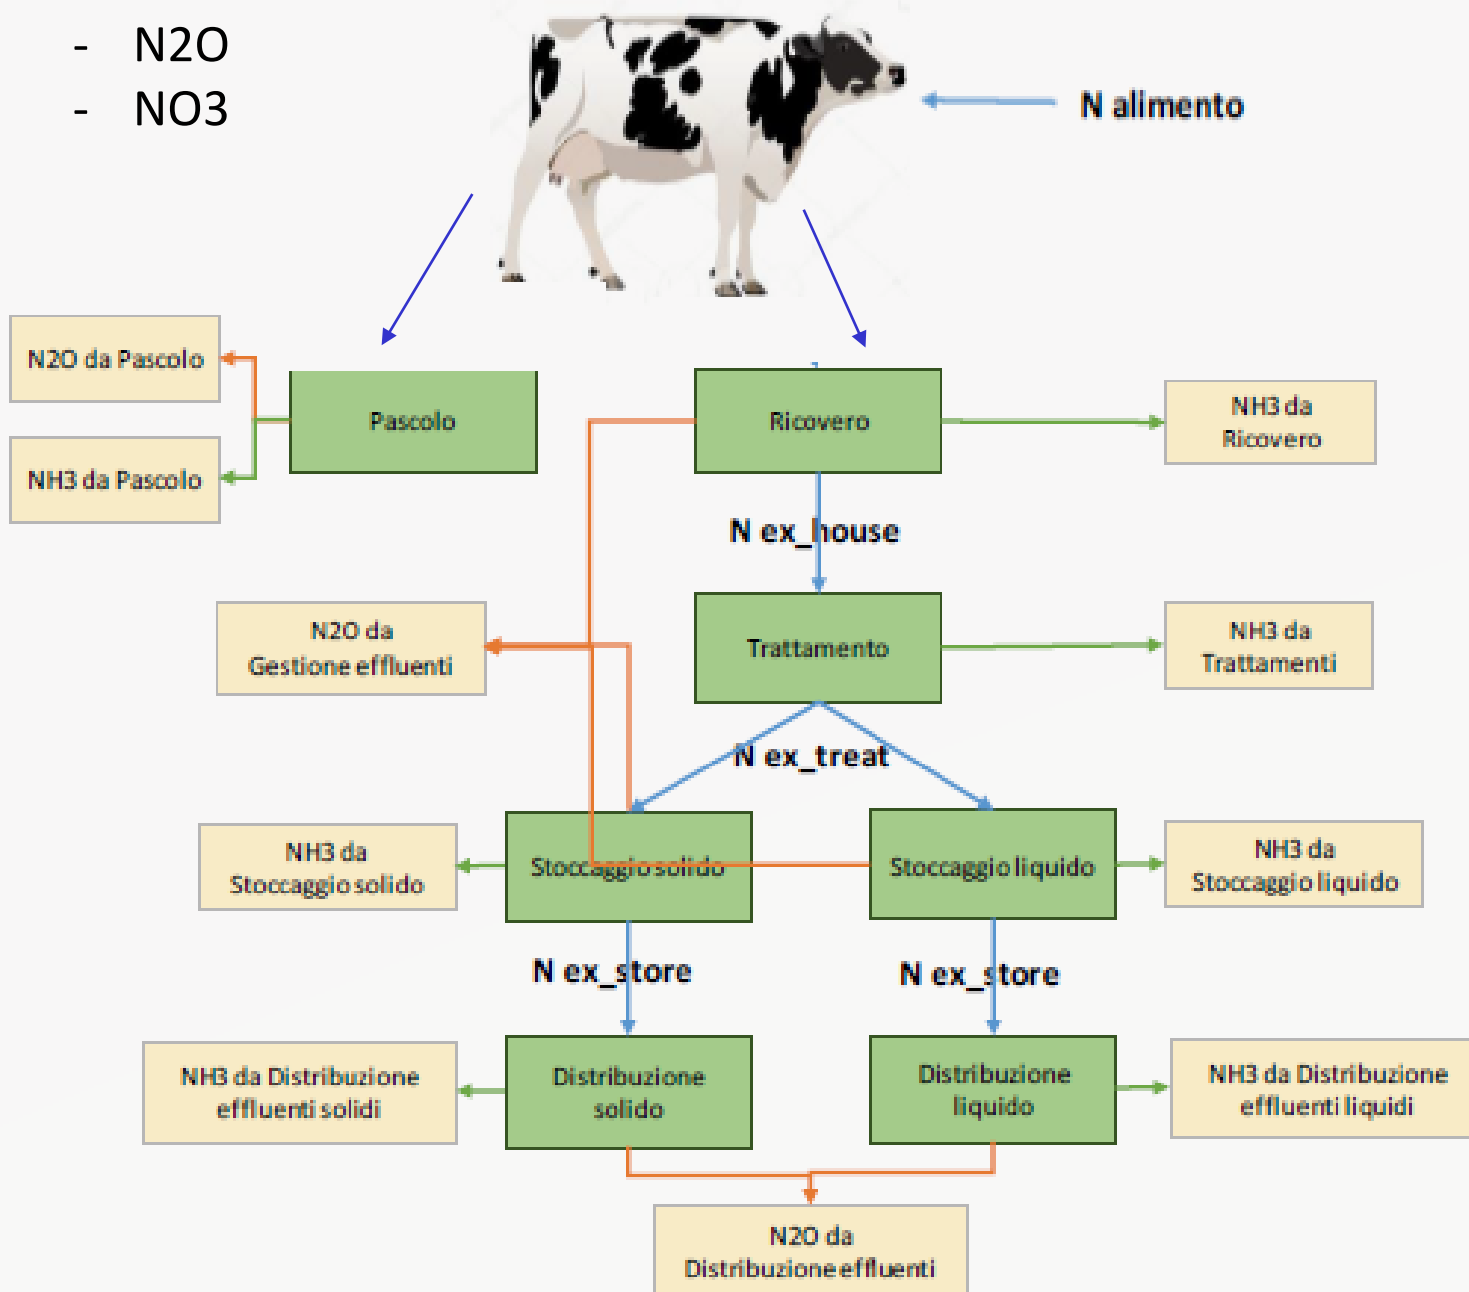 - N2O
- NO3
N alimento
N2O da Pascolo
Pascolo
Ricovero
NH3 da
Ricovero
NH3 da Pascolo
N ex_house
N2O da
Gestione effluenti
Trattamento
NH3 da
Trattamenti
N ex_treat
NH3 da
Stoccaggio solido
Stoccaggio solido
Stoccaggio liquido
NH3 da
Stoccaggio liquido
N ex_store
N ex_store
NH3 da Distribuzione
effluenti solidi
Distribuzione
solido
Distribuzione
liquido
NH3 da Distribuzione
effluenti liquidi
N2O da
Distribuzione effluenti